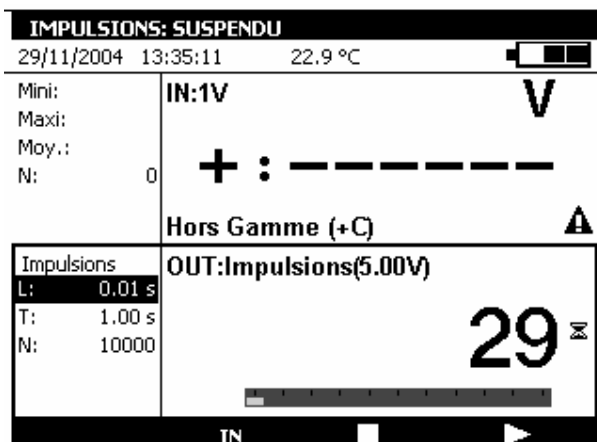 IMPULSIONS: SUSPENDU
29/11/2004 13:35:11 22.9 °C
Mini:
Maxi:
Moy.:
N: 0
IN:1V V
+ : ------
Hors Gamme (+C)
Impulsions
L: 0.01 s
T: 1.00 s
N: 10000
OUT:Impulsions(5.00V)
29
IN